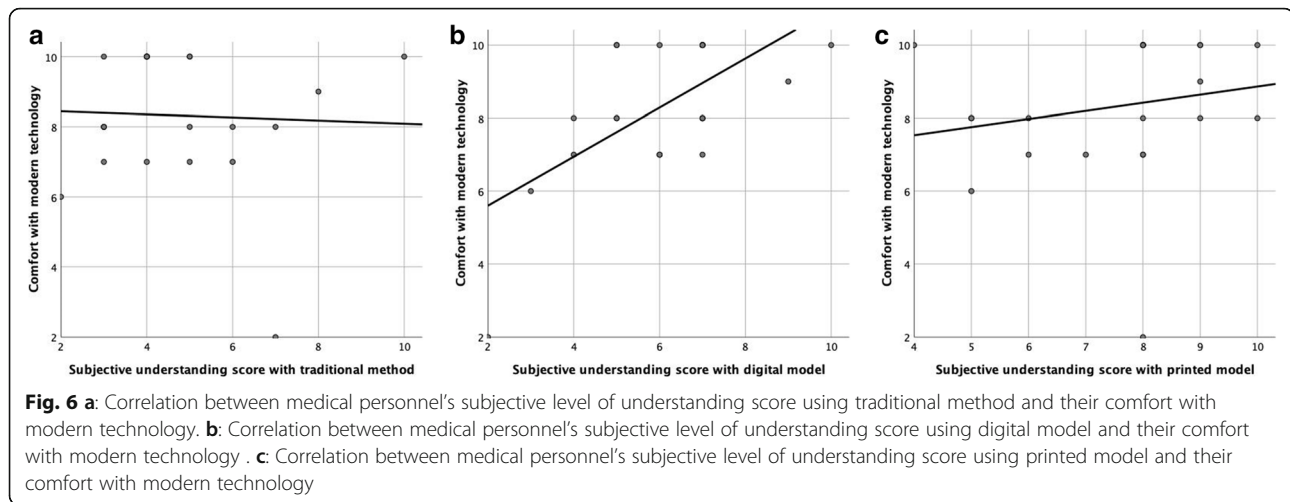 a
10
8
6
4
2
Comfort with modern technology
2 4 6 8 10
Subjective understanding score with traditional method
b
10
8
6
4
2
Comfort with modern technology
2 4 6 8 10
Subjective understanding score with digital model
c
10
8
6
4
2
Comfort with modern technology
4 5 6 7 8 9 10
Subjective understanding score with printed model
Fig. 6 a: Correlation between medical personnel’s subjective level of understanding score using traditional method and their comfort with
modern technology. b: Correlation between medical personnel’s subjective level of understanding score using digital model and their comfort
with modern technology . c: Correlation between medical personnel’s subjective level of understanding score using printed model and their
comfort with modern technology